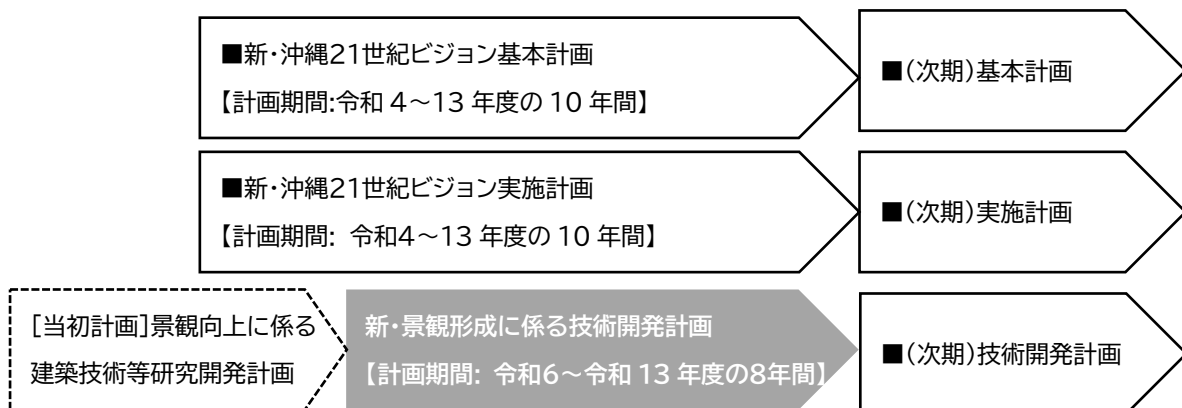 ■新・沖縄21世紀ビジョン基本計画
【計画期間:令和 4～13 年度の 10 年間】
■(次期)基本計画
■新・沖縄21世紀ビジョン実施計画
【計画期間: 令和4～13 年度の 10 年間】
■(次期)実施計画
[当初計画]景観向上に係る
建築技術等研究開発計画
新・景観形成に係る技術開発計画
【計画期間: 令和6～令和 13 年度の8年間】
■(次期)技術開発計画